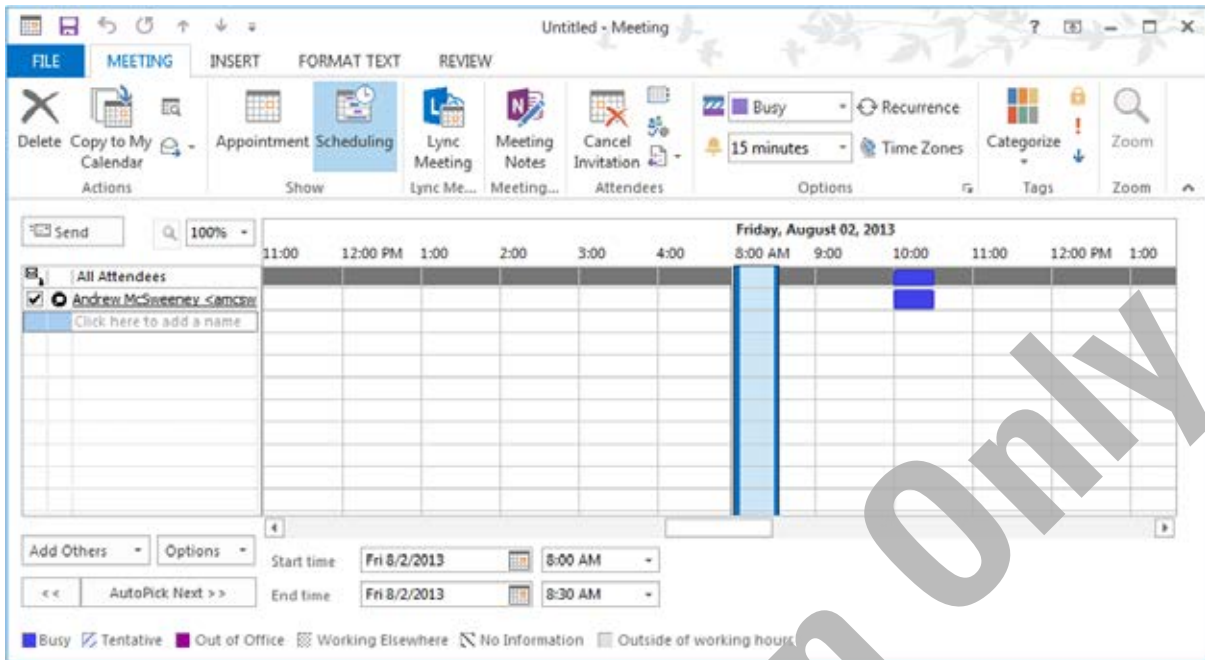 Untitled - Meeting
?
FILE MEETING INSERT FORMAT TEXT REVIEW
Delete Copy to My Calendar Appointment Scheduling Lync Meeting Meeting Notes Cancel Invitation Busy Recurrence Categorize Zoom
15 minutes Time Zones
Actions Show Lync Me... Meeting... Attendees Options Tags Zoom
Send 100% Friday, August 02, 2013
11:00 12:00 PM 1:00 2:00 3:00 4:00 8:00 AM 9:00 10:00 11:00 12:00 PM 1:00
All Attendees
Andrew McSweeney <amcsw
Click here to add a name
Add Others Options Start time Fri 8/2/2013 8:00 AM
<< AutoPick Next >> End time Fri 8/2/2013 8:30 AM
Busy Tentative Out of Office Working Elsewhere No Information Outside of working hours
n Only